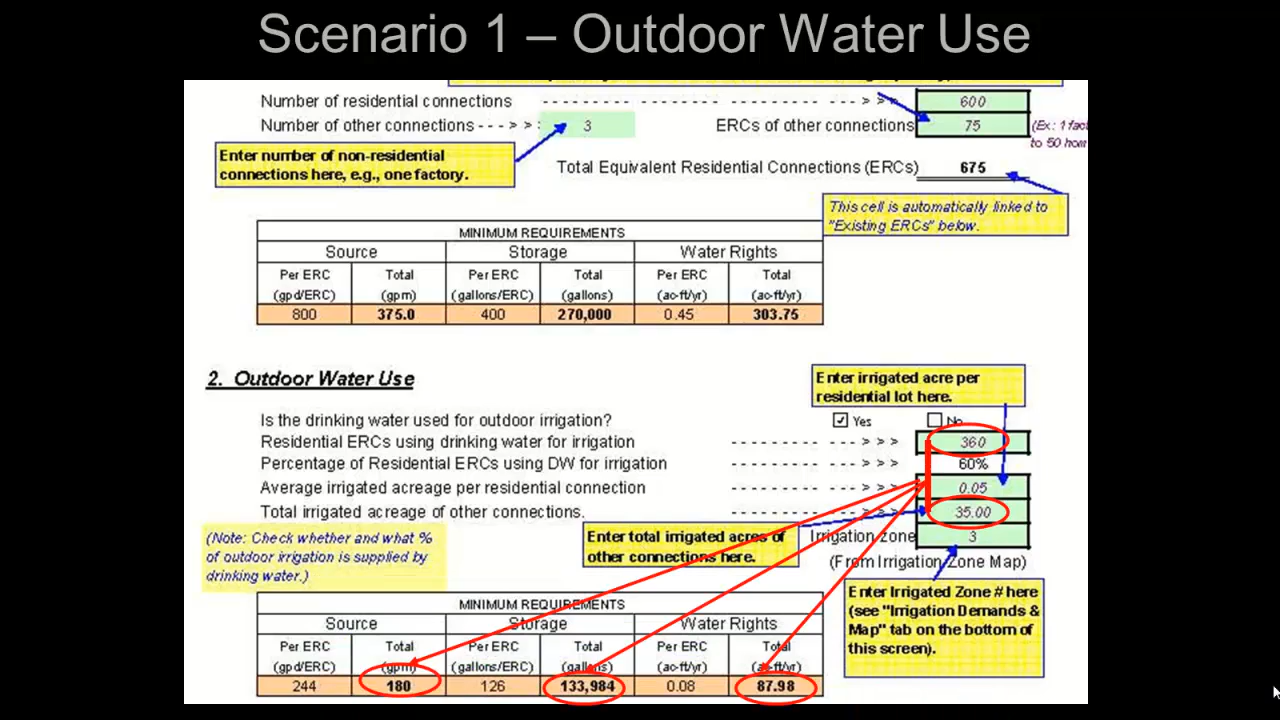 Scenario 1 – Outdoor Water Use
Number of residential connections - - - - - - - - - - - - - - - - - - - - - - - - - - - - - - - - - > > > 600
Number of other connections - - - > > : 3 ERCs of other connections 75 (Ex.: 1 fact
to 50 hom
Enter number of non-residential
connections here, e.g., one factory.
Total Equivalent Residential Connections (ERCs) 675
This cell is automatically linked to
"Existing ERCs" below.
MINIMUM REQUIREMENTS
Source Storage Water Rights
Per ERC Total Per ERC Total Per ERC Total
(gpd/ERC) (gpm) (gallons/ERC) (gallons) (ac-ft/yr) (ac-ft/yr)
800 375.0 400 270,000 0.45 303.75
2. Outdoor Water Use
Enter irrigated acre per
residential lot here.
Is the drinking water used for outdoor irrigation? Yes No
Residential ERCs using drinking water for irrigation - - - - - - - - - - - - - > > > 360
Percentage of Residential ERCs using DW for irrigation - - - - - - - - - - - - - > > > 60%
Average irrigated acreage per residential connection - - - - - - - - - - - - - > > > 0.05
Total irrigated acreage of other connections. - - - - - - - - - - - - - > > > 35.00
(Note: Check whether and what %
of outdoor irrigation is supplied by
drinking water.)
Enter total irrigated acres of
other connections here.
Irrigation Zone 3
(From Irrigation Zone Map)
Enter Irrigated Zone # here
(see "Irrigation Demands &
Map" tab on the bottom of
this screen).
MINIMUM REQUIREMENTS
Source Storage Water Rights
Per ERC Total Per ERC Total Per ERC Total
(gpd/ERC) (gpm) (gallons/ERC) (gallons) (ac-ft/yr) (ac-ft/yr)
244 180 126 133,984 0.08 87.98